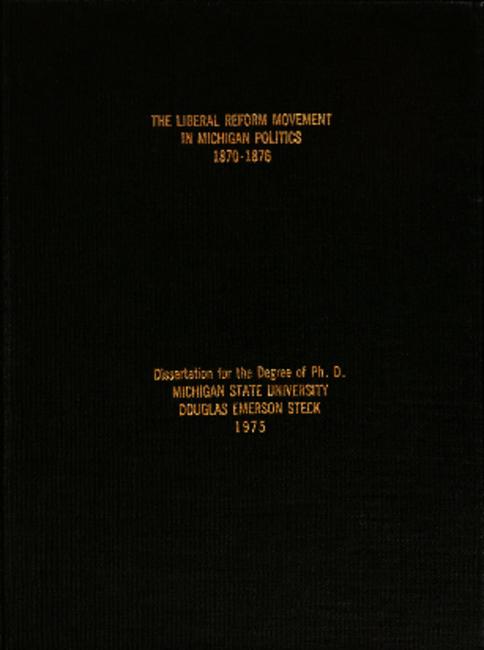 THE LIBERAL REFORM MOVEMENT
IN MICHIGAN POLITICS
1870-1876
Dissertation for the Degree of Ph. D.
MICHIGAN STATE UNIVERSITY
DOUGLAS EMERSON STECK
1975